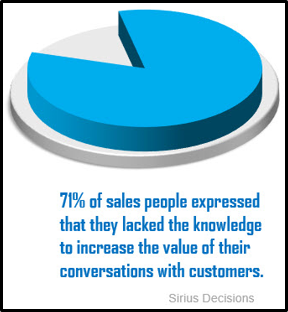 71% of sales people expressed
that they lacked the knowledge
to increase the value of their
conversations with customers.
Sirius Decisions